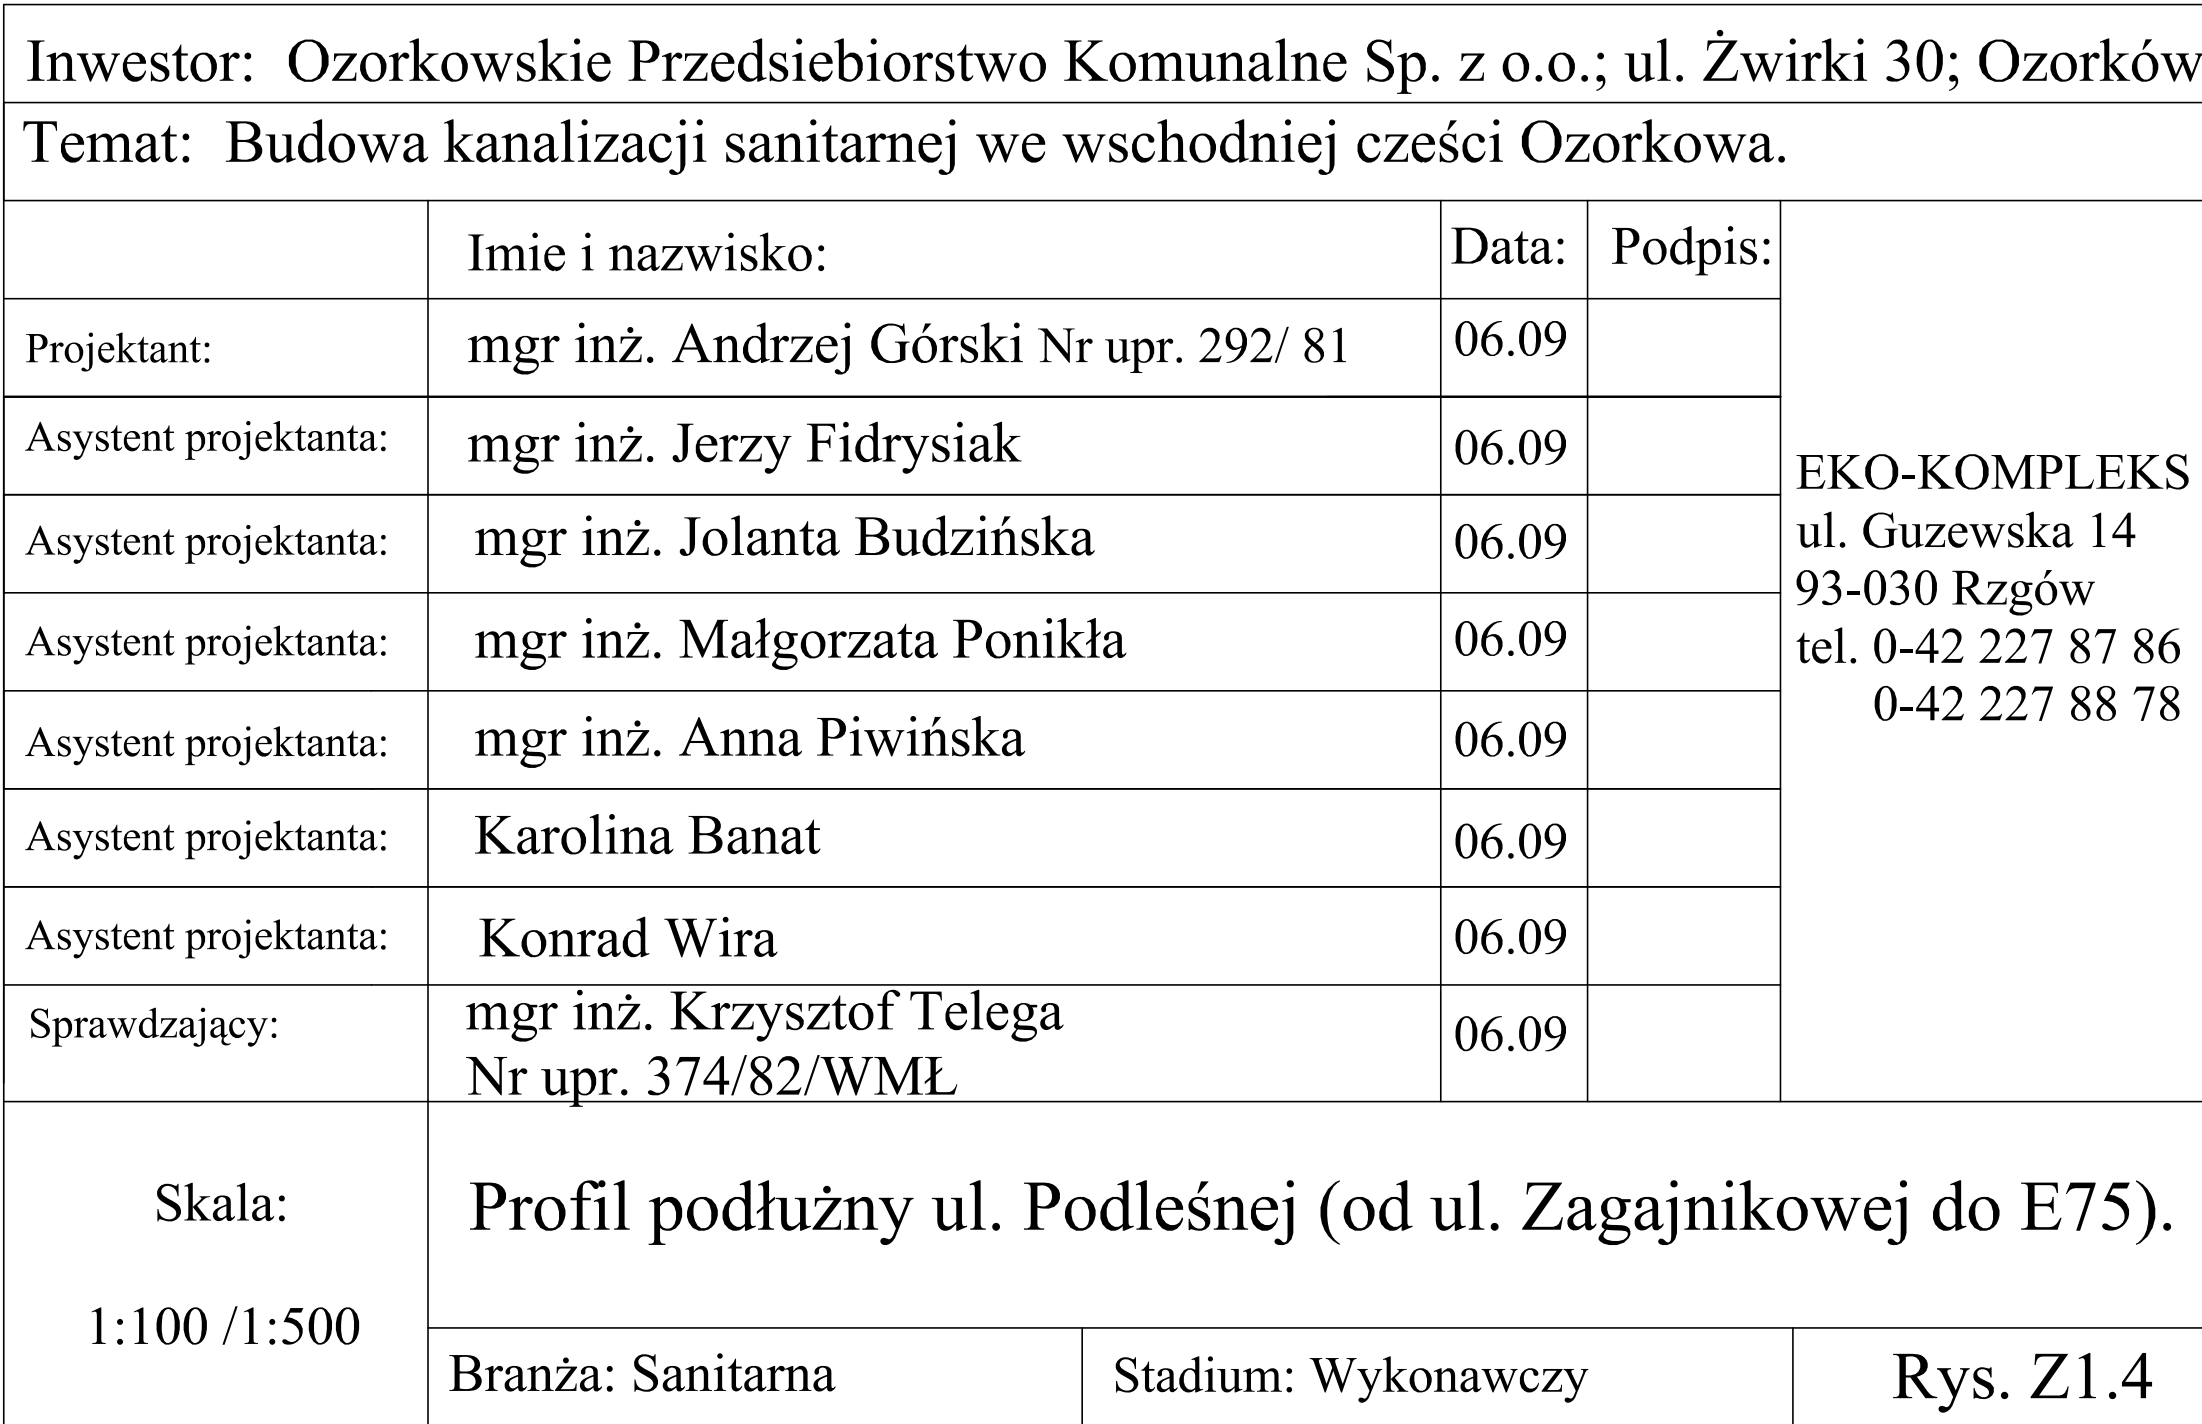 Inwestor: Ozorkowskie Przedsiebiorstwo Komunalne Sp. z o.o.; ul. Żwirki 30; Ozorków
Temat: Budowa kanalizacji sanitarnej we wschodniej cześci Ozorkowa.
Imie i nazwisko: Data: Podpis:
Projektant: mgr inż. Andrzej Górski Nr upr. 292/ 81 06.09
Asystent projektanta: mgr inż. Jerzy Fidrysiak 06.09
Asystent projektanta: mgr inż. Jolanta Budzińska 06.09
Asystent projektanta: mgr inż. Małgorzata Ponikła 06.09
Asystent projektanta: mgr inż. Anna Piwińska 06.09
Asystent projektanta: Karolina Banat 06.09
Asystent projektanta: Konrad Wira 06.09
Sprawdzający: mgr inż. Krzysztof Telega 06.09
Nr upr. 374/82/WMŁ
EKO-KOMPLEKS
ul. Guzewska 14
93-030 Rzgów
tel. 0-42 227 87 86
0-42 227 88 78
Skala:
1:100 /1:500
Profil podłużny ul. Podleśnej (od ul. Zagajnikowej do E75).
Branża: Sanitarna Stadium: Wykonawczy Rys. Z1.4